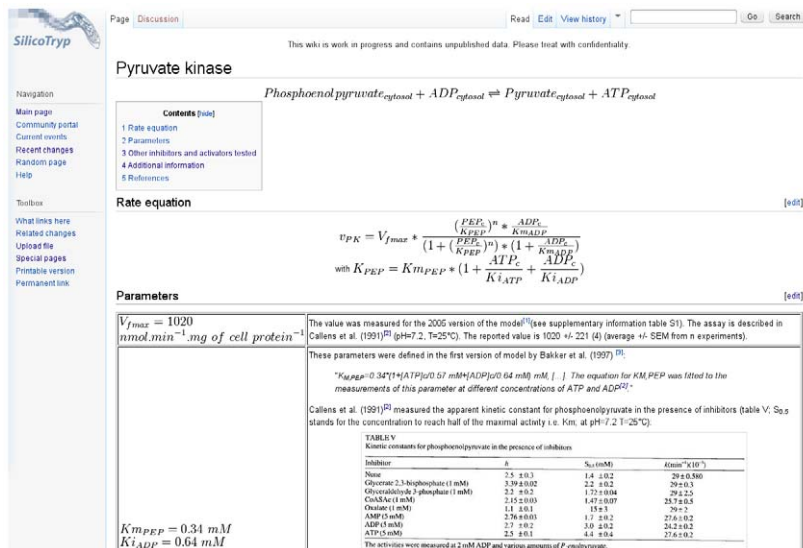 SilicoTryp
Page Discussion Read Edit View history Go Search
This wiki is work in progress and contains unpublished data. Please treat with confidentiality.
Pyruvate kinase
Phosphoenolpyruvate_cytosol + ADP_cytosol ⇌ Pyruvate_cytosol + ATP_cytosol
Navigation
Main page
Community portal
Current events
Recent changes
Random page
Help
Toolbox
What links here
Related changes
Upload file
Special pages
Printable version
Permanent link
Contents [hide]
1 Rate equation
2 Parameters
3 Other inhibitors and activators tested
4 Additional information
5 References
Rate equation [edit]
v_PK = V_fmax * ((PEP_c/K_PEP)^n * ADP_c/Km_ADP) / ((1 + (PEP_c/K_PEP)^n) * (1 + ADP_c/Km_ADP))
with K_PEP = Km_PEP * (1 + ATP_c/Ki_ATP + ADP_c/Ki_ADP)
Parameters [edit]
V_fmax = 1020
nmol.min^-1.mg of cell protein^-1
The value was measured for the 2005 version of the model[1](see supplementary information table S1). The assay is described in
Callens et al. (1991)[2] (pH=7.2, T=25°C). The reported value is 1020 +/- 221 (4) (average +/- SEM from n experiments).
Km_PEP = 0.34 mM
Ki_ADP = 0.64 mM
These parameters were defined in the first version of model by Bakker et al. (1997) [3]:
"K_M,PEP=0.34*(1+[ATP]c/0.57 mM+[ADP]c/0.64 mM) mM, [...]. The equation for KM,PEP was fitted to the
measurements of this parameter at different concentrations of ATP and ADP[2]."
Callens et al. (1991)[2] measured the apparent kinetic constant for phosphoenolpyruvate in the presence of inhibitors (table V; S_0.5
stands for the concentration to reach half of the maximal activity i.e. Km; at pH=7.2 T=25°C):
TABLE V
Kinetic constants for phosphoenolpyruvate in the presence of inhibitors
Inhibitor h S_0.5 (mM) k(min^-1)(X10^-3)
None 2.5 ±0.3 1.4 ±0.2 29±0.580
Glycerate 2,3-bisphosphate (1 mM) 3.39±0.02 2.2 ±0.2 29±0.3
Glyceraldehyde 3-phosphate (1 mM) 2.2 ±0.2 1.72±0.04 29±2.5
CoASAc (1 mM) 2.15±0.03 1.47±0.07 25.7±0.5
Oxalate (1 mM) 1.1 ±0.1 15±3 29±2
AMP (5 mM) 2.76±0.03 1.7 ±0.2 27.6±0.2
ADP (5 mM) 2.7 ±0.2 3.0 ±0.2 24.2±0.2
ATP (5 mM) 2.5 ±0.1 4.4 ±0.4 27.6±0.2
The activities were measured at 2 mM ADP and various amounts of P-enolpyruvate.